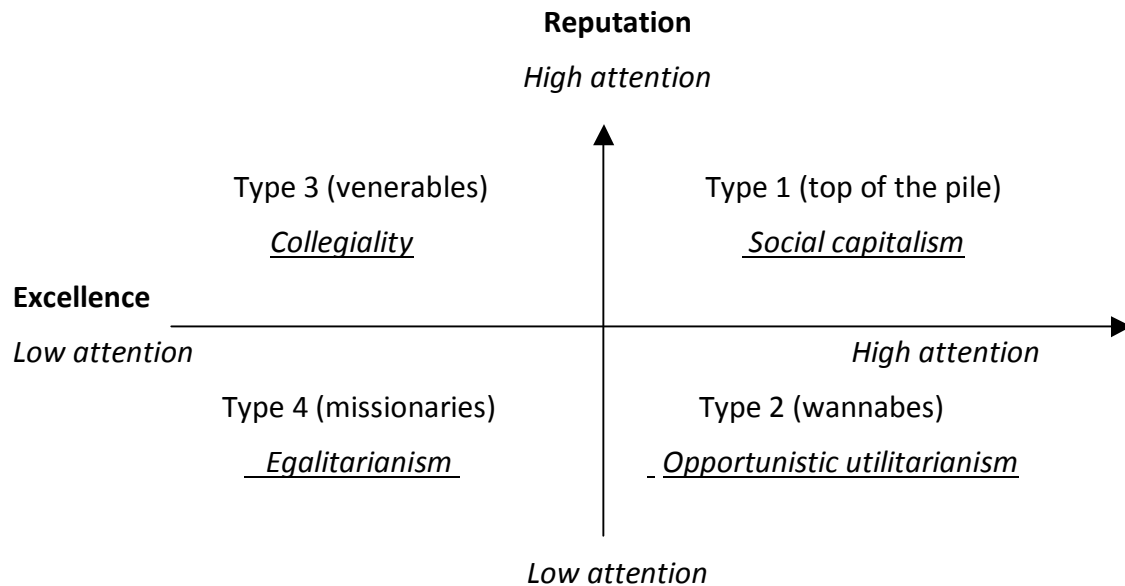 Reputation
High attention
Type 3 (venerables)
Type 1 (top of the pile)
Collegiality
Social capitalism
Excellence
Low attention
High attention
Type 4 (missionaries)
Type 2 (wannabes)
Egalitarianism
Opportunistic utilitarianism
Low attention